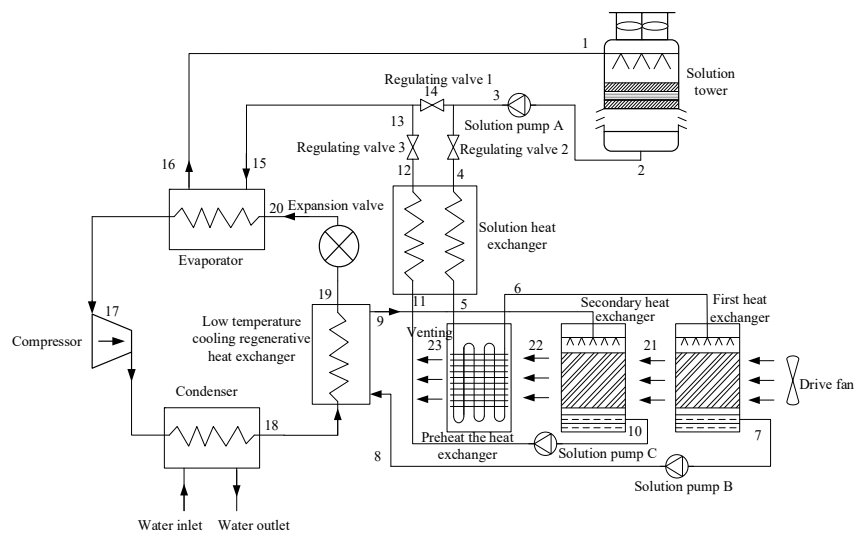 1
Solution
tower
Regulating valve 1
14
3
Solution pump A
13
Regulating valve 3
Regulating valve 2
2
16
15
12
4
20
Expansion valve
Solution heat
exchanger
Evaporator
19
11
5
6
17
9
Secondary heat
exchanger
First heat
exchanger
Low temperature
cooling regenerative
heat exchanger
Venting
Compressor
23
22
21
Drive fan
Condenser
18
10
7
Preheat the heat
exchanger
Solution pump C
8
Solution pump B
Water inlet
Water outlet